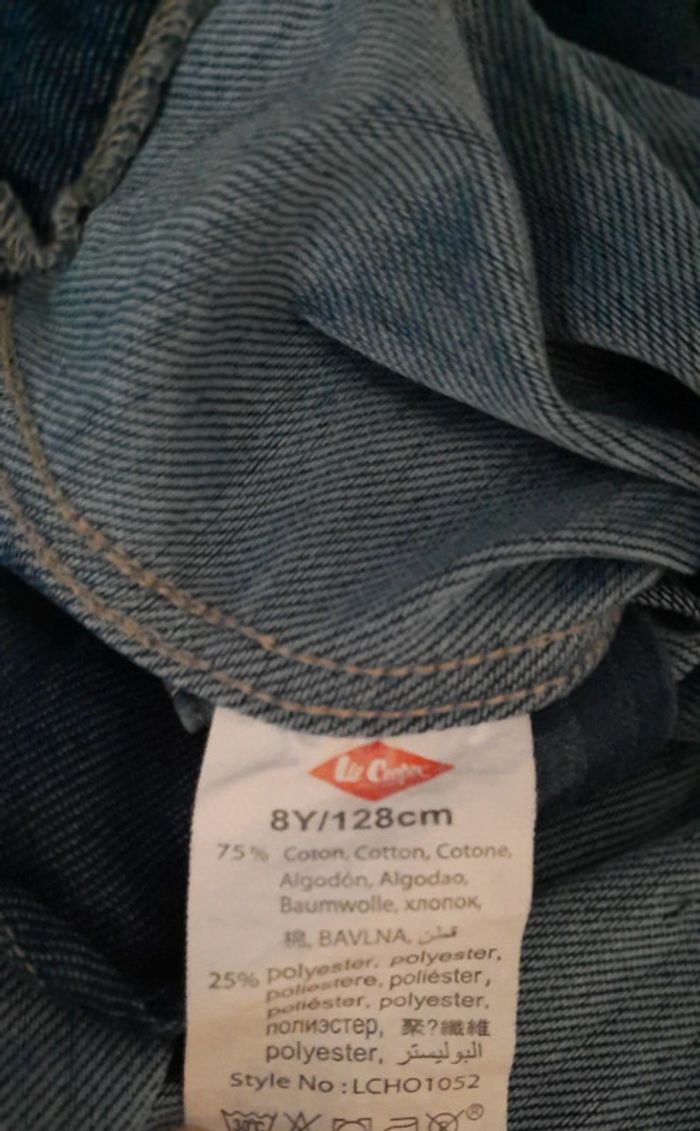 Lee Cooper
8Y/128cm
75% Coton, Cotton, Cotone,
Algodón, Algodao,
Baumwolle, хлопок,
棉, BAVLNA, قطن
25% polyester, polyester,
poliestere, poliéster,
poliéster, polyester,
полиэстер, 聚?纖維
polyester, البوليستر
Style No : LCHO1052
30°C ®